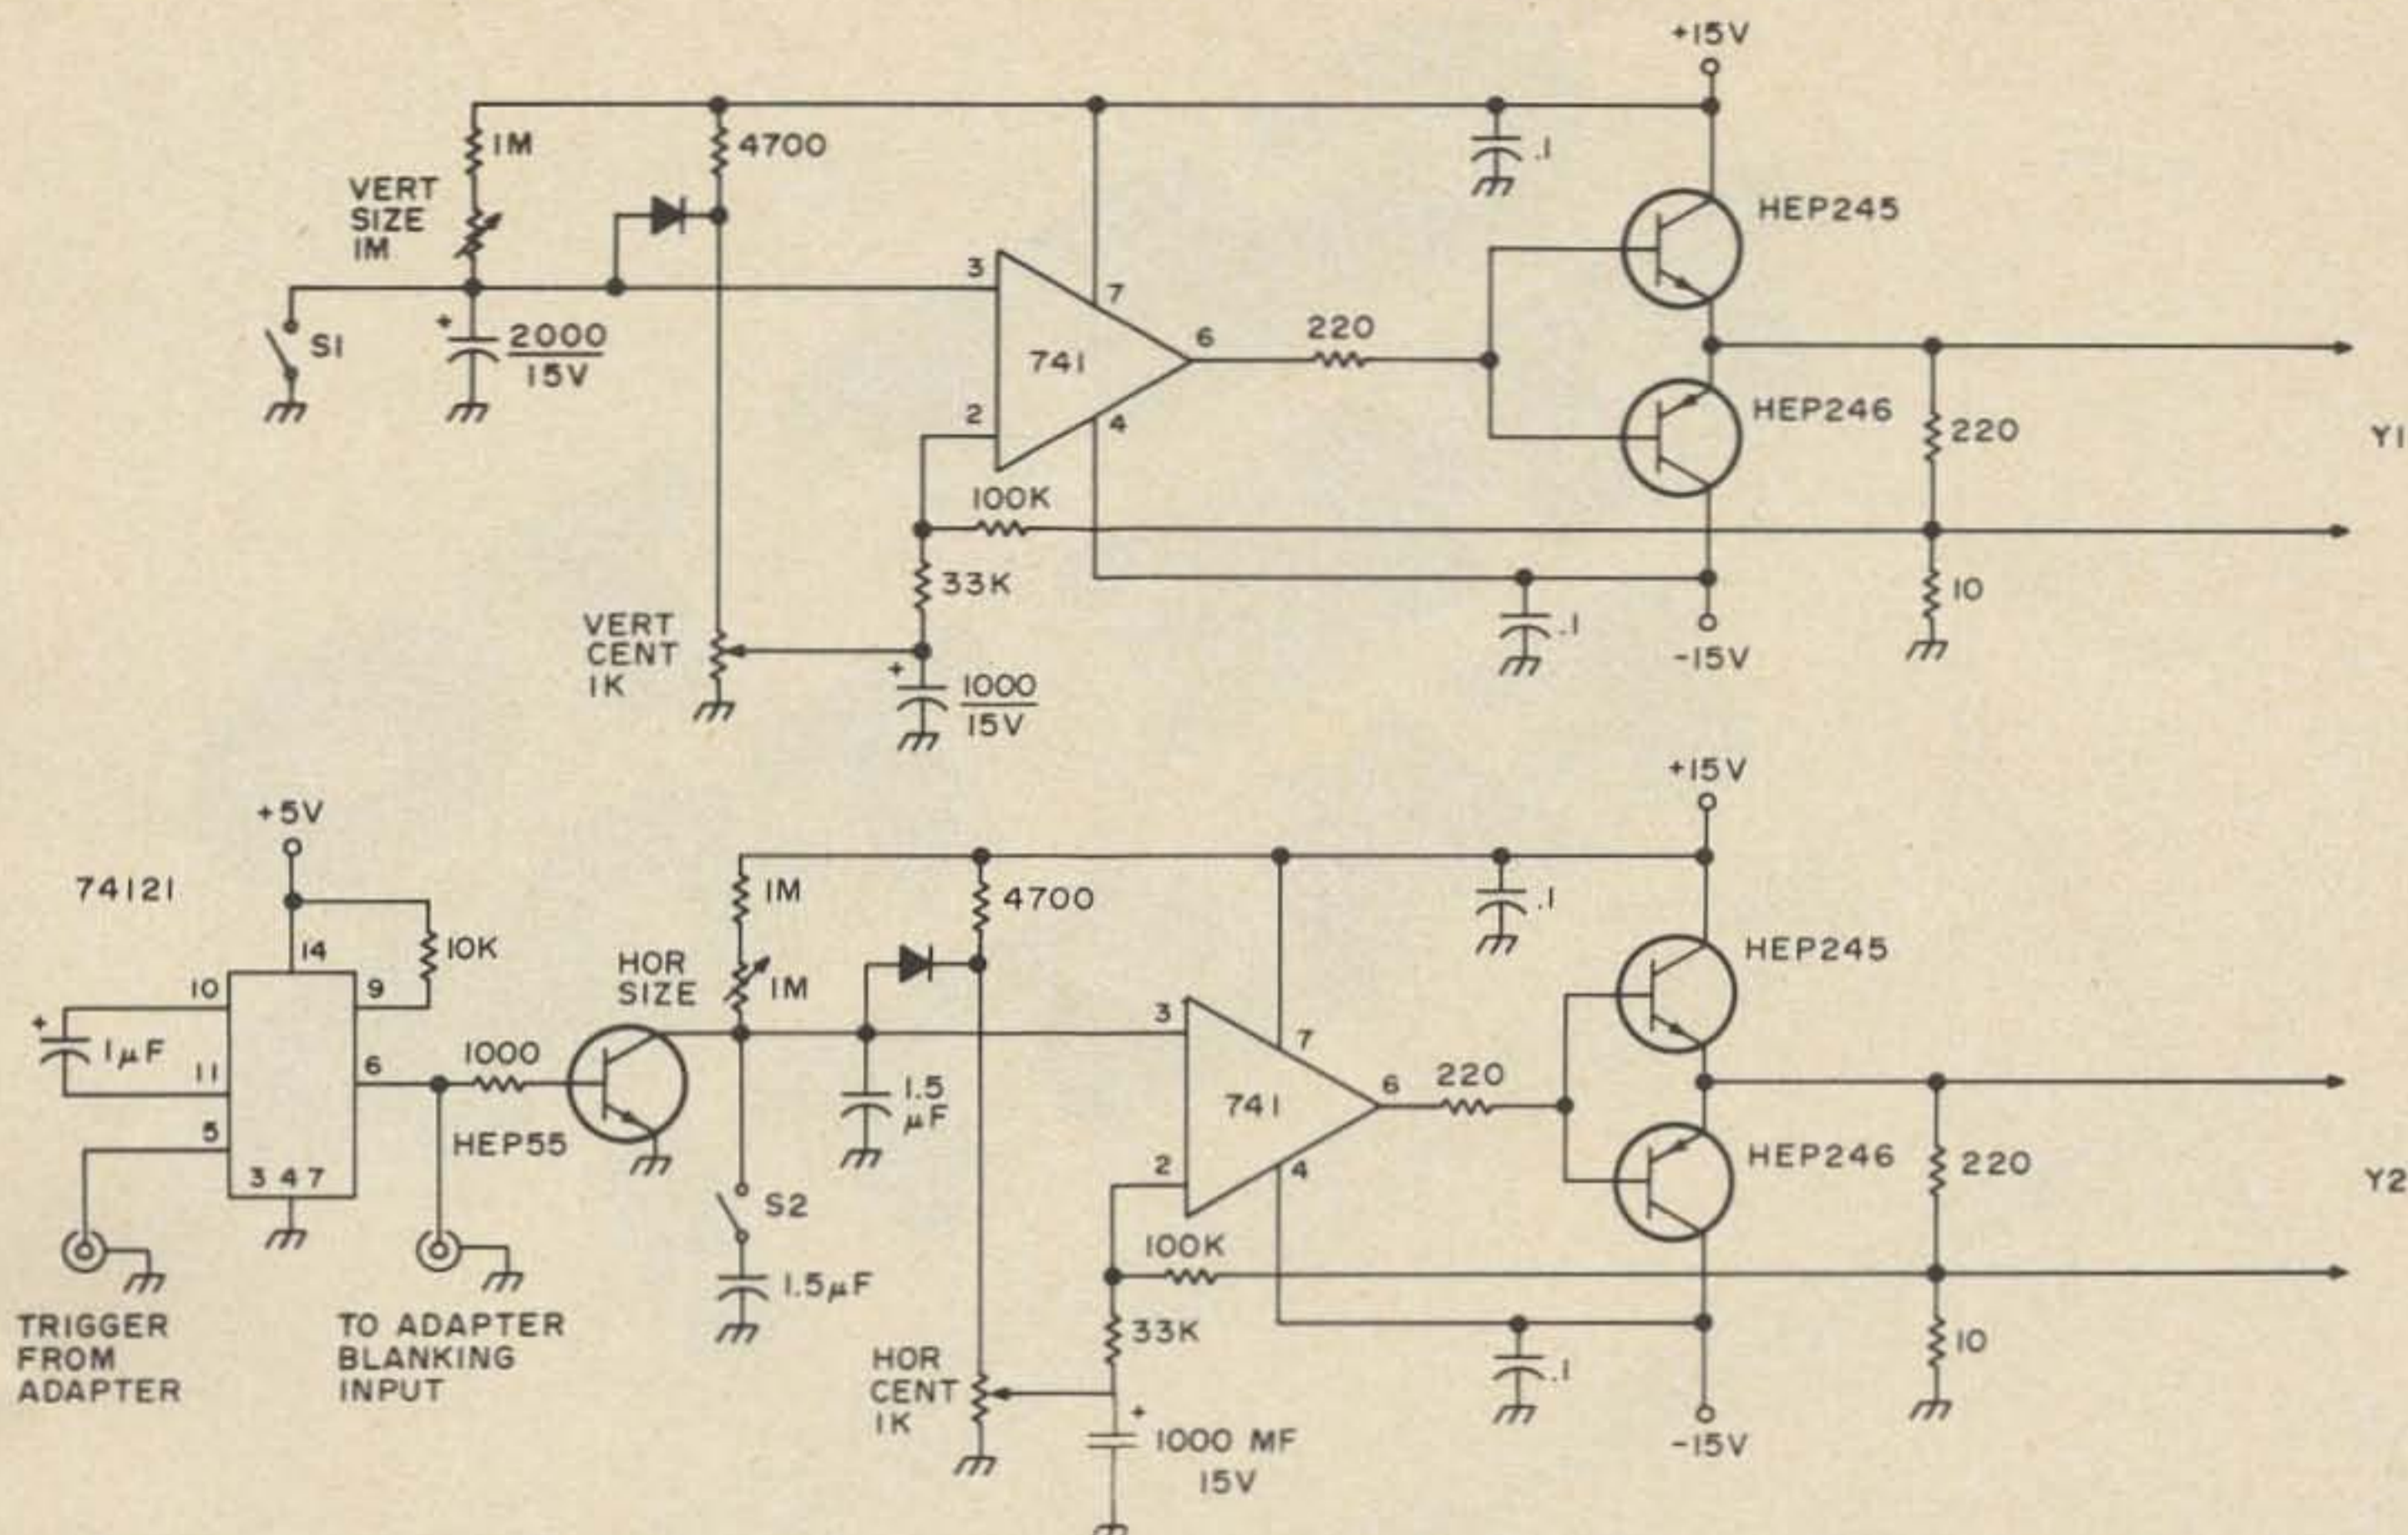 +15V
1M
4700
.1
VERT
SIZE
1M
HEP245
3
7
S1
2000
15V
741
6
220
2
4
HEP246
220
Y1
100K
33K
10
VERT
CENT
1K
+
1000
15V
.1
-15V
+15V
+5V
74121
14
10K
1M
4700
.1
HOR
SIZE
1M
HEP245
10
9
3
7
+
1µF
11
6
1000
1.5
µF
741
6
220
5
HEP55
2
4
HEP246
220
Y2
3 4 7
S2
1.5µF
100K
TRIGGER
FROM
ADAPTER
TO ADAPTER
BLANKING
INPUT
33K
10
HOR
CENT
1K
+
1000 MF
15V
.1
-15V